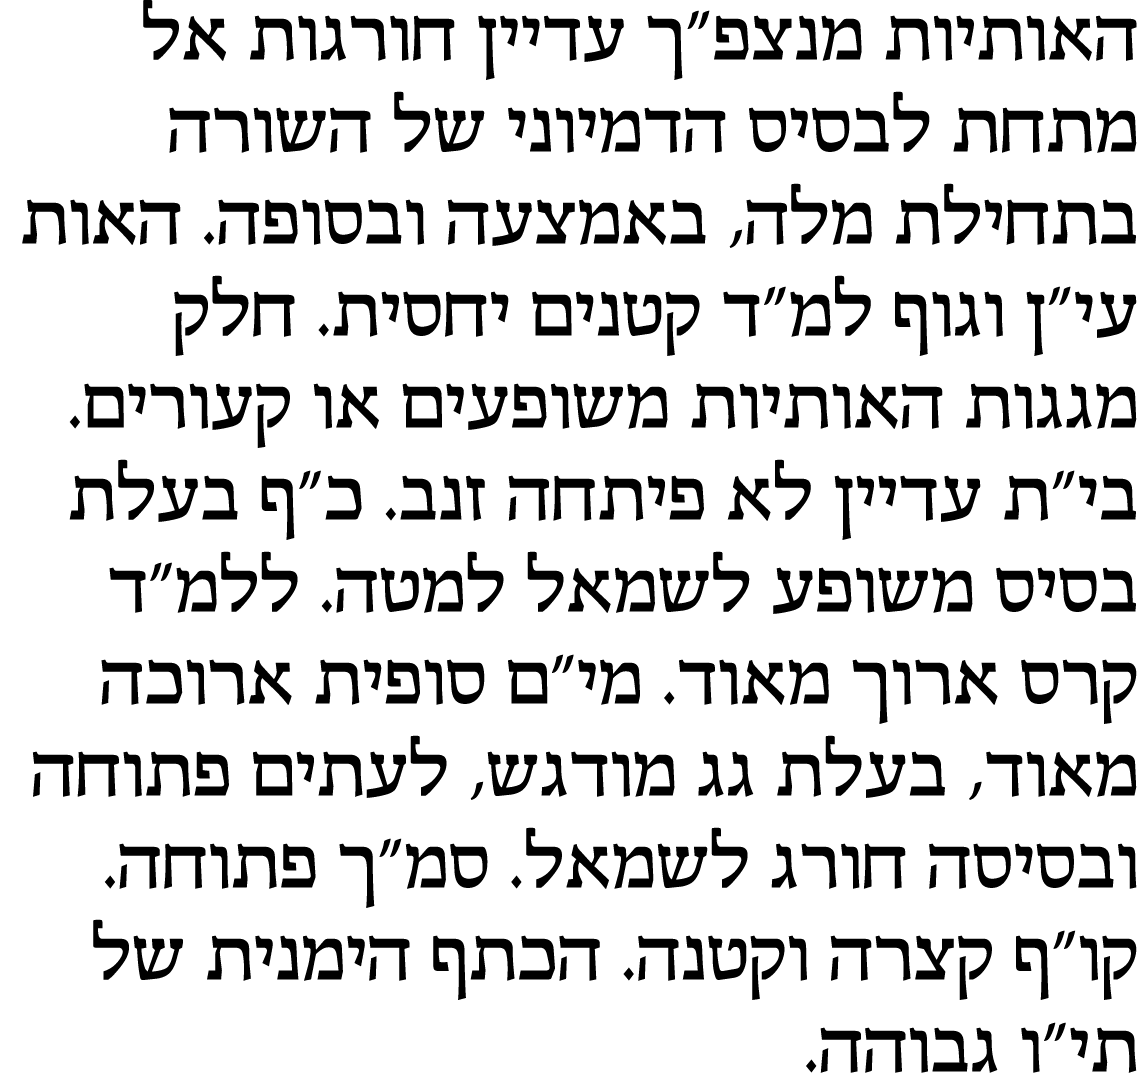 האותיות מנצפ״ך עדיין חורגות אל
מתחת לבסיס הדמיוני של השורה
בתחילת מלה, באמצעה ובסופה. האות
עי״ן וגוף למ״ד קטנים יחסית. חלק
מגגות האותיות משופעים או קעורים.
בי״ת עדיין לא פיתחה זנב. כ״ף בעלת
בסיס משופע לשמאל למטה. ללמ״ד
קרס ארוך מאוד. מי״ם סופית ארוכה
מאוד, בעלת גג מודגש, לעתים פתוחה
ובסיסה חורג לשמאל. סמ״ך פתוחה.
קו״ף קצרה וקטנה. הכתף הימנית של
תי״ו גבוהה.